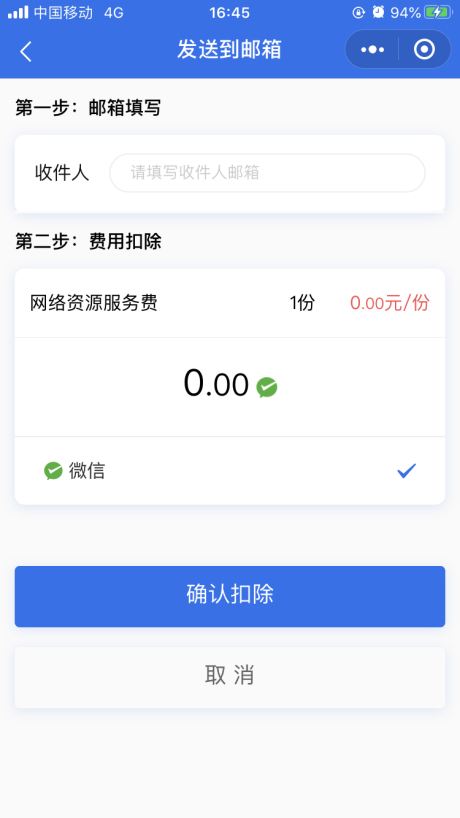 中国移动 4G 16:45 94%
发送到邮箱
第一步：邮箱填写
收件人 请填写收件人邮箱
第二步：费用扣除
网络资源服务费 1份 0.00元/份
0.00
微信
确认扣除
取 消